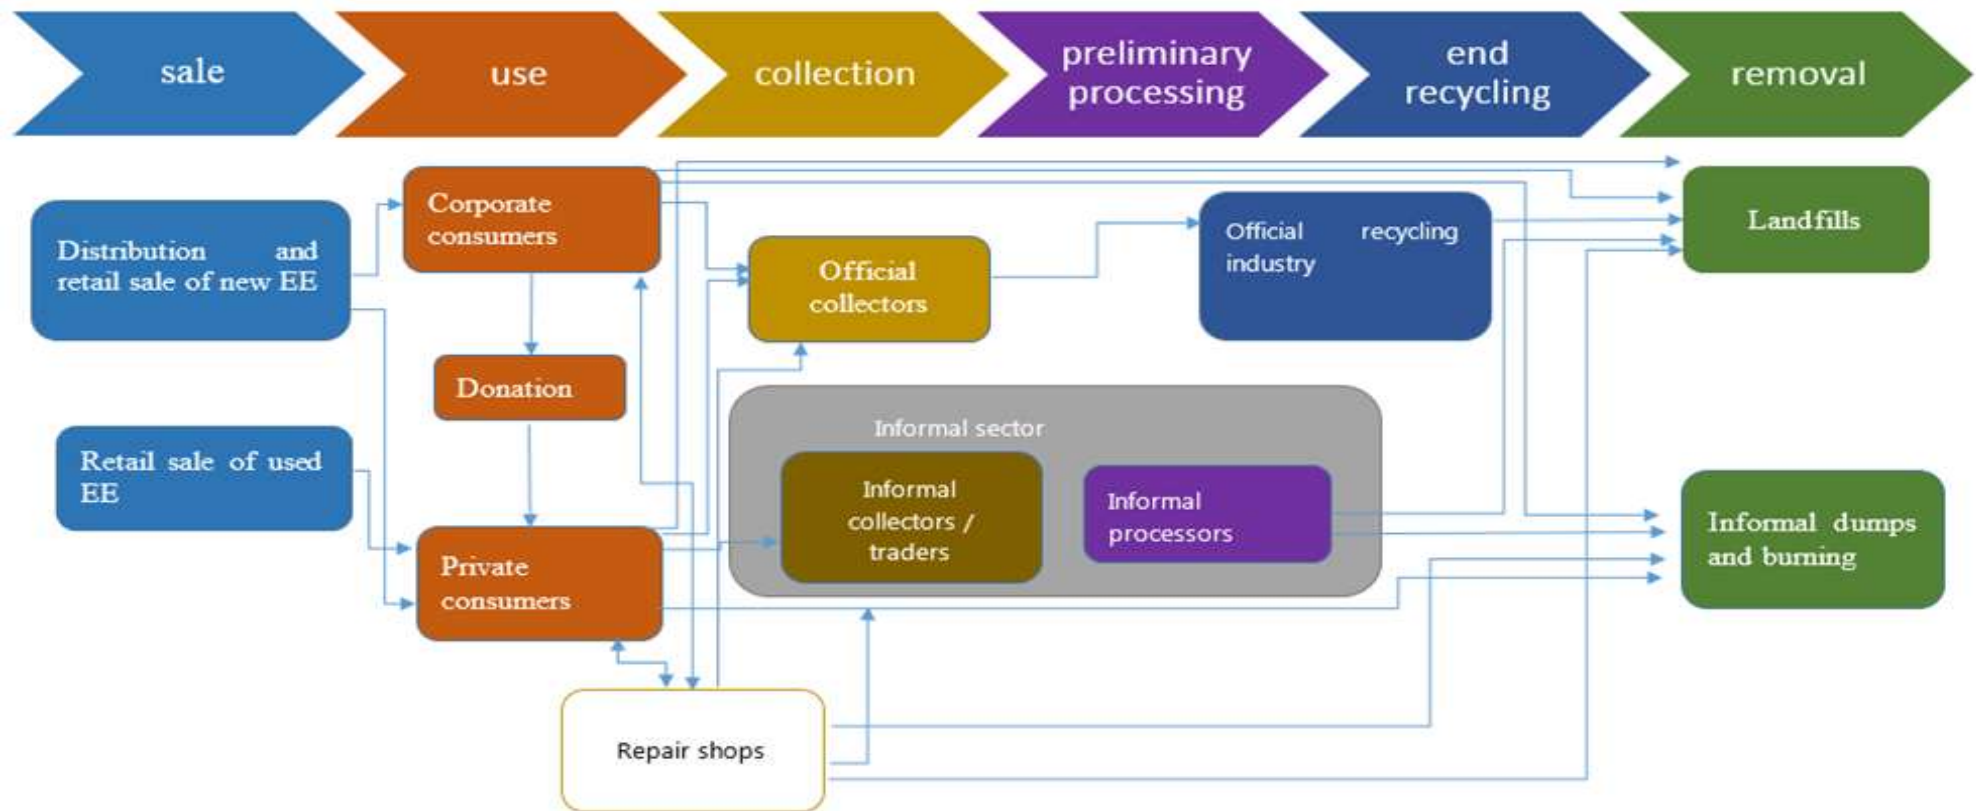 sale
use
collection
preliminary
processing
end
recycling
removal
Distribution and
retail sale of new EE
Corporate
consumers
Official
collectors
Official recycling
industry
Landfills
Donation
Retail sale of used
EE
Informal sector
Informal
collectors /
traders
Informal
processors
Informal dumps
and burning
Private
consumers
Repair shops